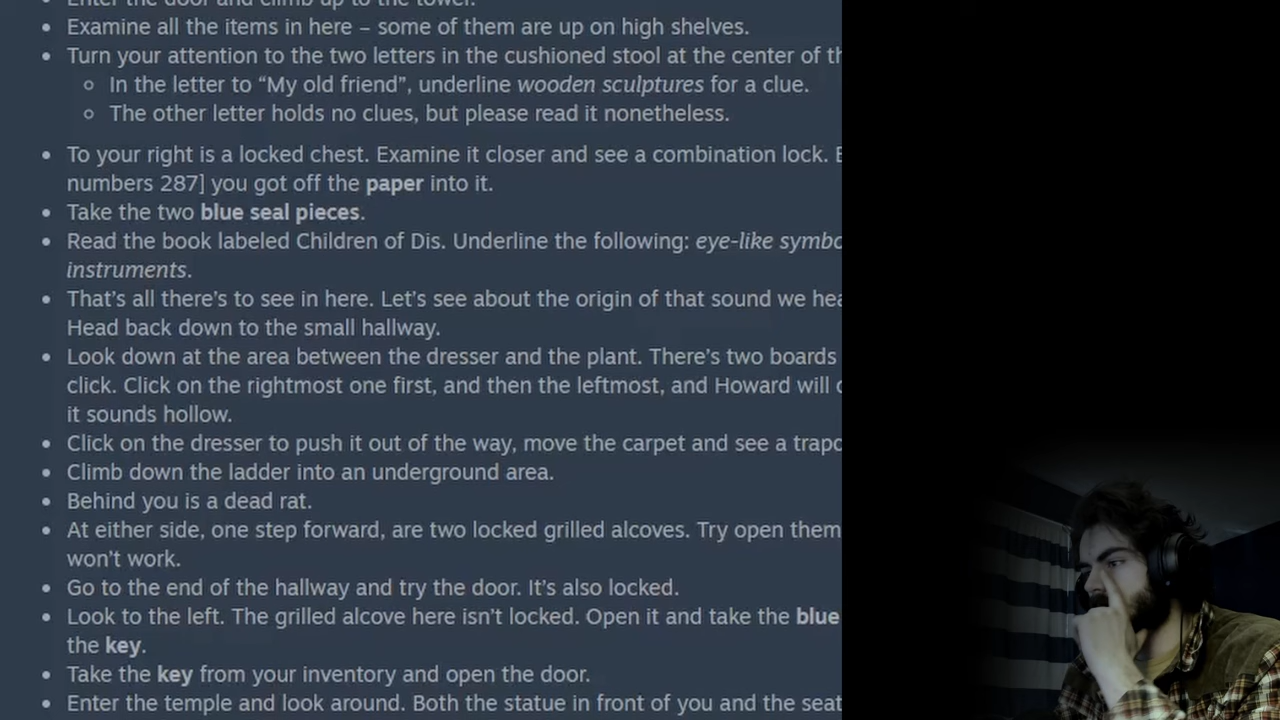 Enter the door and climb up to the tower.
Examine all the items in here – some of them are up on high shelves.
Turn your attention to the two letters in the cushioned stool at the center of
In the letter to “My old friend”, underline wooden sculptures for a clue.
The other letter holds no clues, but please read it nonetheless.
To your right is a locked chest. Examine it closer and see a combination lock.
numbers 287] you got off the paper into it.
Take the two blue seal pieces.
Read the book labeled Children of Dis. Underline the following: eye-like
instruments.
That’s all there’s to see in here. Let’s see about the origin of that sound we
Head back down to the small hallway.
Look down at the area between the dresser and the plant. There’s two boards
click. Click on the rightmost one first, and then the leftmost, and Howard will
it sounds hollow.
Click on the dresser to push it out of the way, move the carpet and see a
Climb down the ladder into an underground area.
Behind you is a dead rat.
At either side, one step forward, are two locked grilled alcoves. Try open them
won’t work.
Go to the end of the hallway and try the door. It’s also locked.
Look to the left. The grilled alcove here isn’t locked. Open it and take the blue
the key.
Take the key from your inventory and open the door.
Enter the temple and look around. Both the statue in front of you and the seat